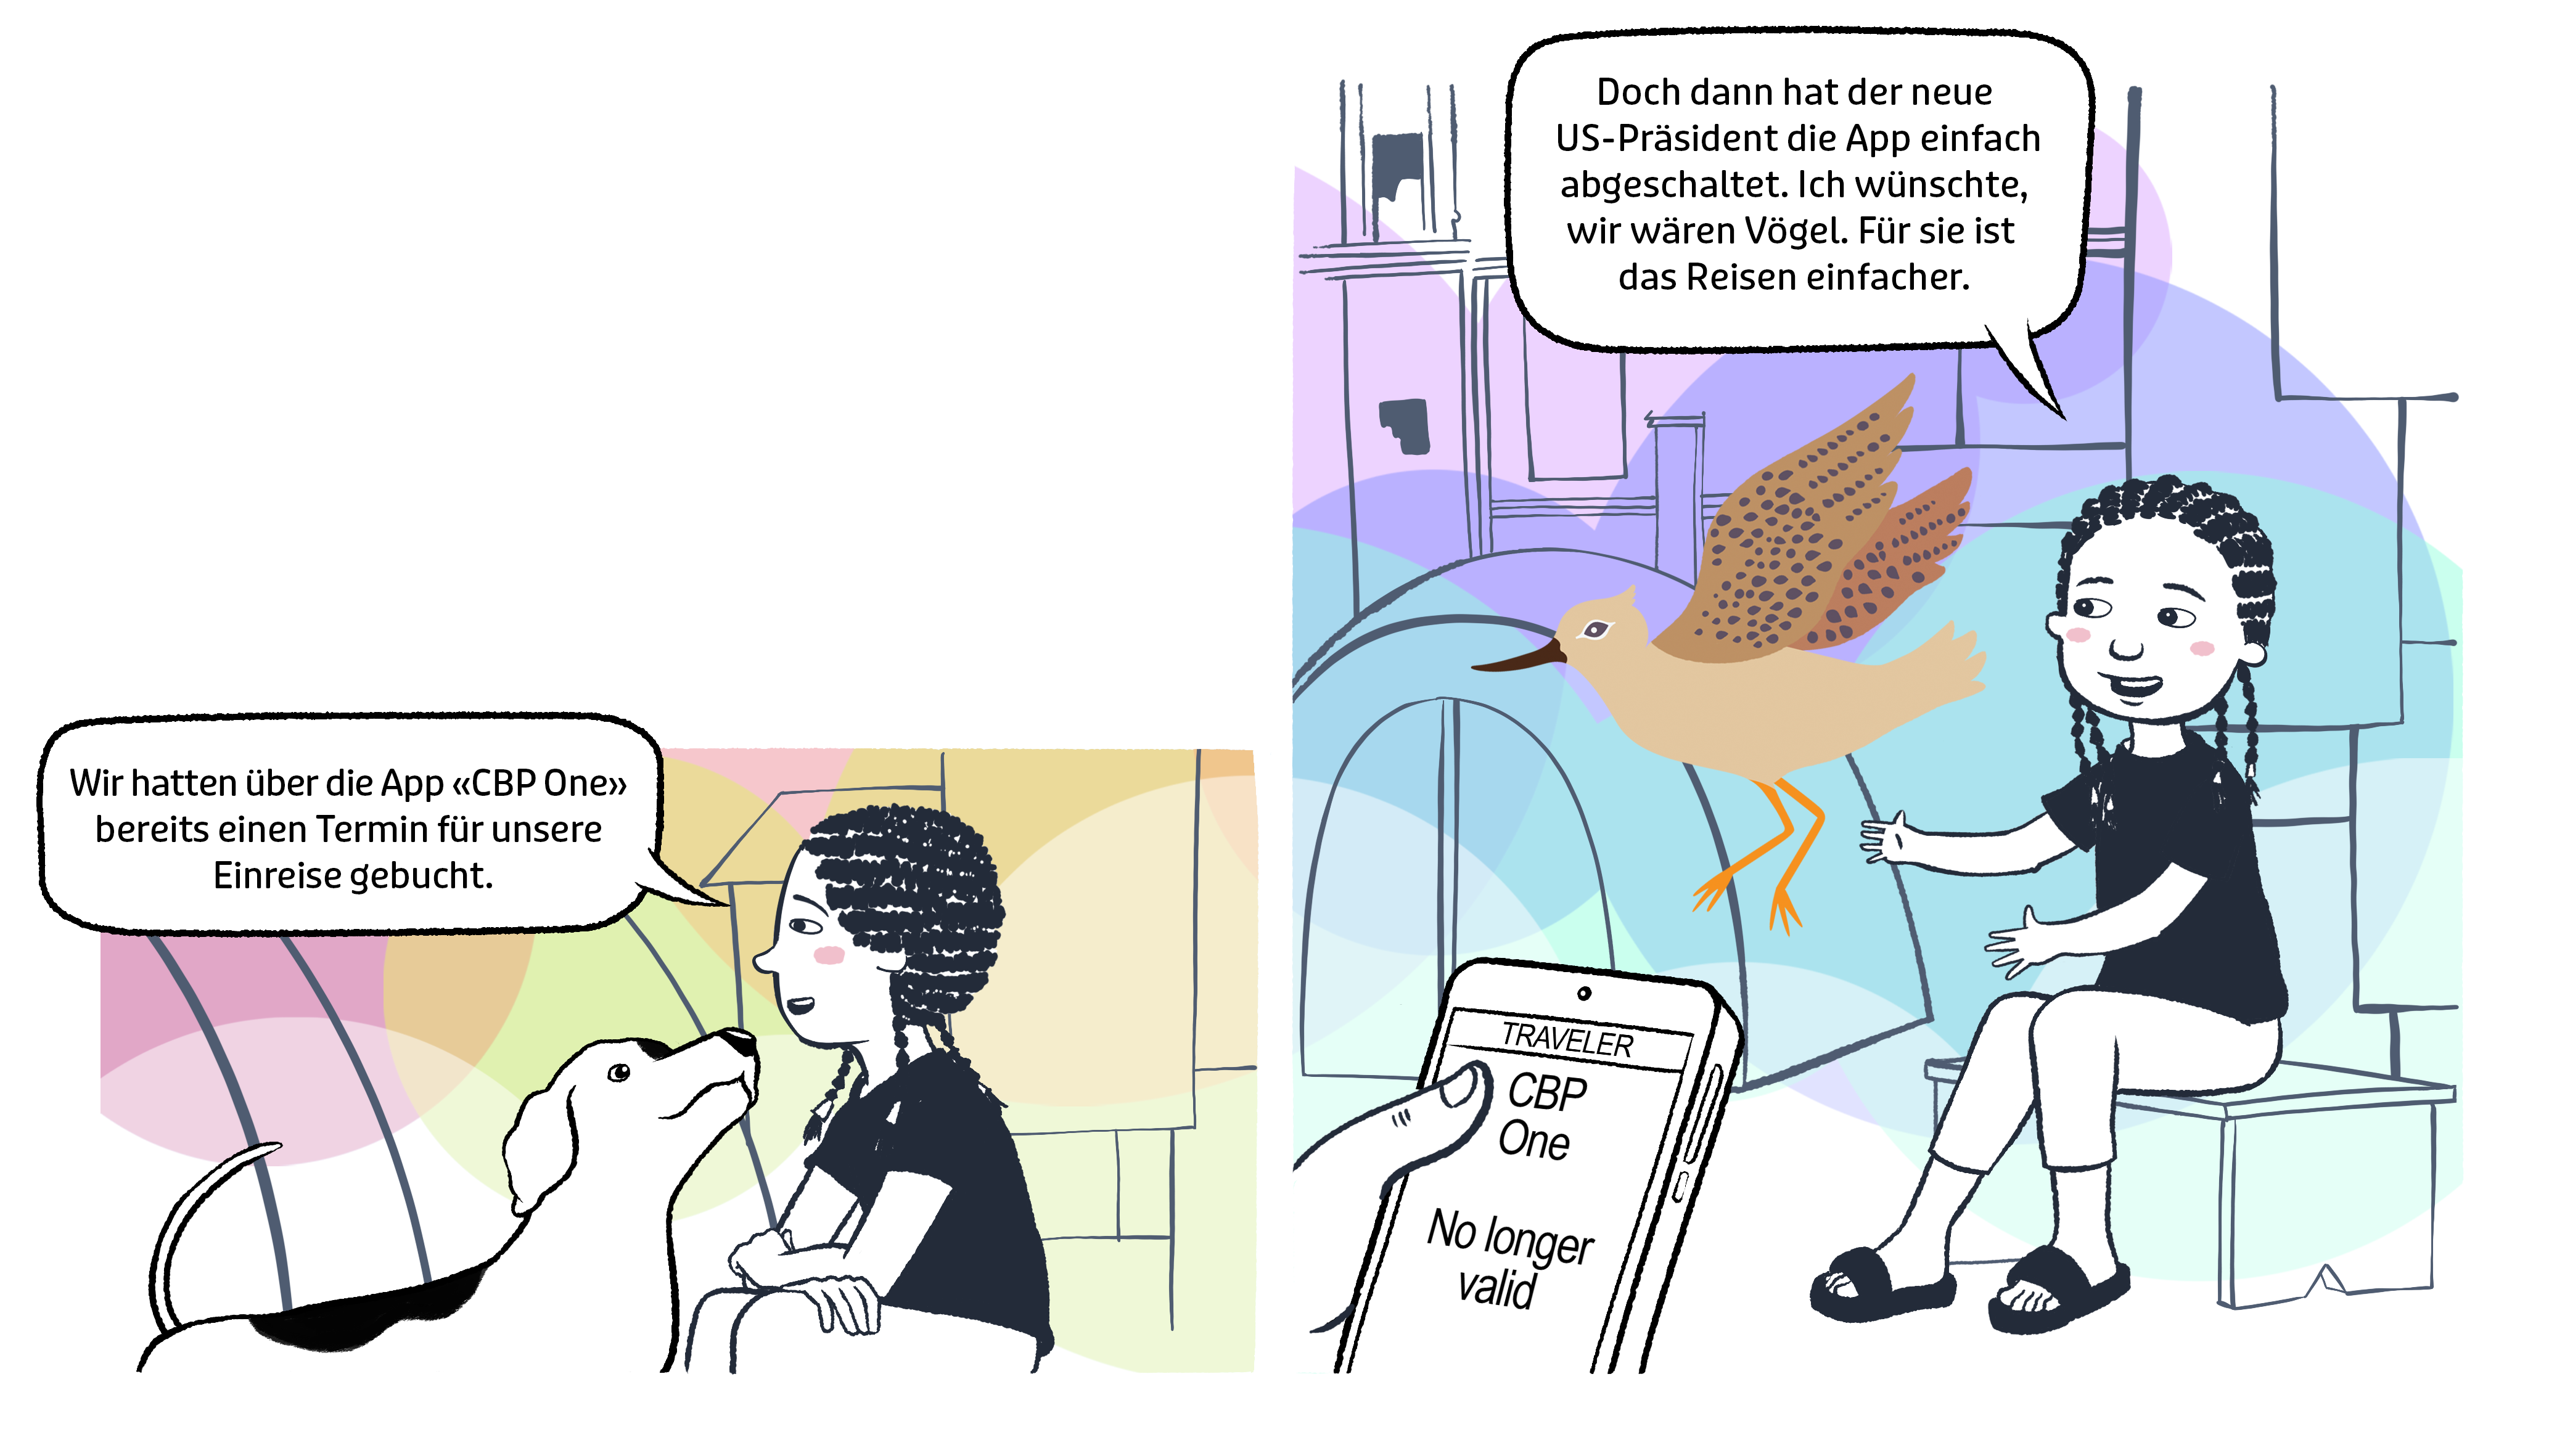 Wir hatten über die App «CBP One»
bereits einen Termin für unsere
Einreise gebucht.
Doch dann hat der neue
US-Präsident die App einfach
abgeschaltet. Ich wünschte,
wir wären Vögel. Für sie ist
das Reisen einfacher.
TRAVELER
CBP
One
No longer
valid